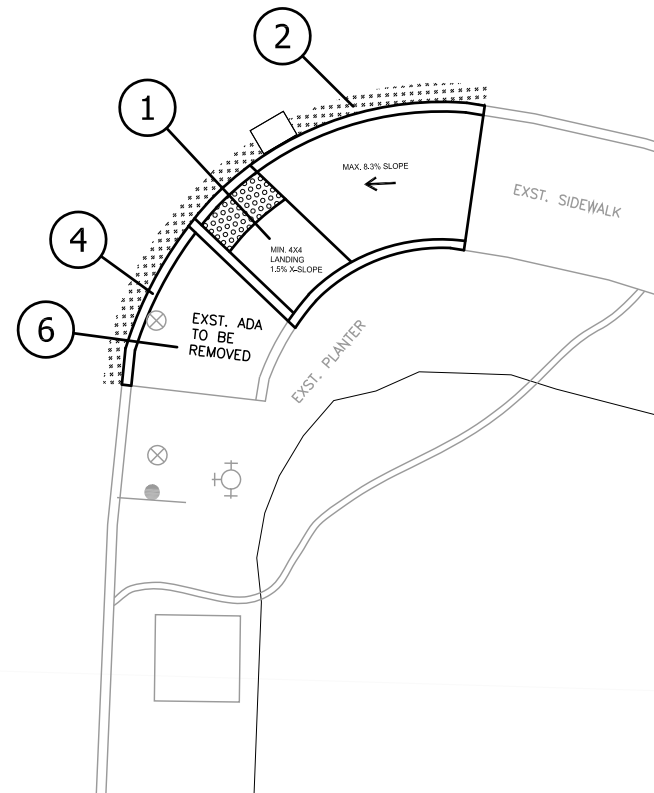 2
1
MAX. 8.3% SLOPE
EXST. SIDEWALK
4
MIN. 4X4
LANDING
1.5% X-SLOPE
6
EXST. ADA
TO BE
REMOVED
EXST. PLANTER